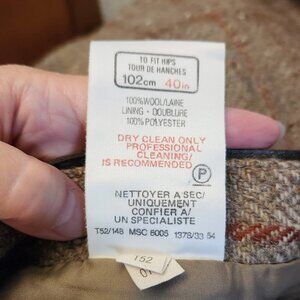 TO FIT HIPS
TOUR DE HANCHES
102cm 40in
100%WOOL/LAINE
LINING • DOUBLURE
100% POLYESTER
DRY CLEAN ONLY
PROFESSIONAL
CLEANING/
IS RECOMMENDED
P
NETTOYER A SEC/
UNIQUEMENT
CONFIER A/
UN SPECIALISTE
T52/148 MSC 6005 1378/33 54
T52